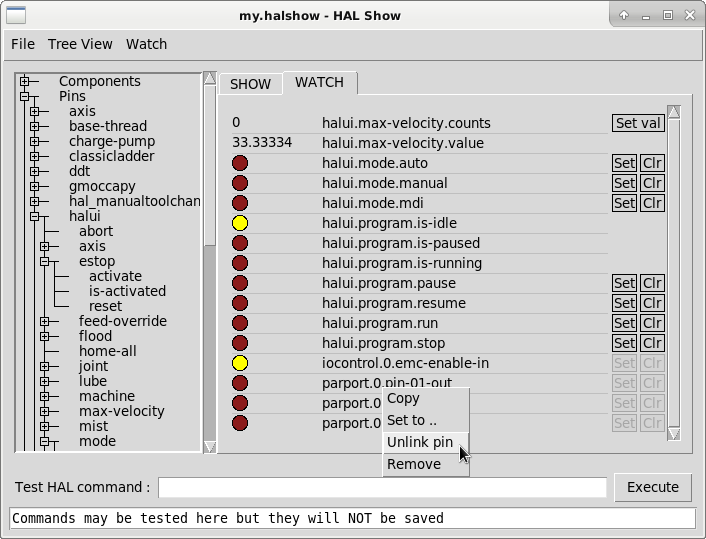 my.halshow - HAL Show
File Tree View Watch
Components
Pins
axis
base-thread
charge-pump
classicladder
ddt
gmoccapy
hal_manualtoolchan
halui
abort
axis
estop
activate
is-activated
reset
feed-override
flood
home-all
joint
lube
machine
max-velocity
mist
mode
SHOW WATCH
0 halui.max-velocity.counts Set val
33.33334 halui.max-velocity.value
halui.mode.auto Set Clr
halui.mode.manual Set Clr
halui.mode.mdi Set Clr
halui.program.is-idle
halui.program.is-paused
halui.program.is-running
halui.program.pause Set Clr
halui.program.resume Set Clr
halui.program.run Set Clr
halui.program.stop Set Clr
iocontrol.0.emc-enable-in Set Clr
parport.0.pin-01-out Set Clr
parport.0 Set Clr
parport.0 Set Clr
Copy
Set to ..
Unlink pin
Remove
Test HAL command : Execute
Commands may be tested here but they will NOT be saved